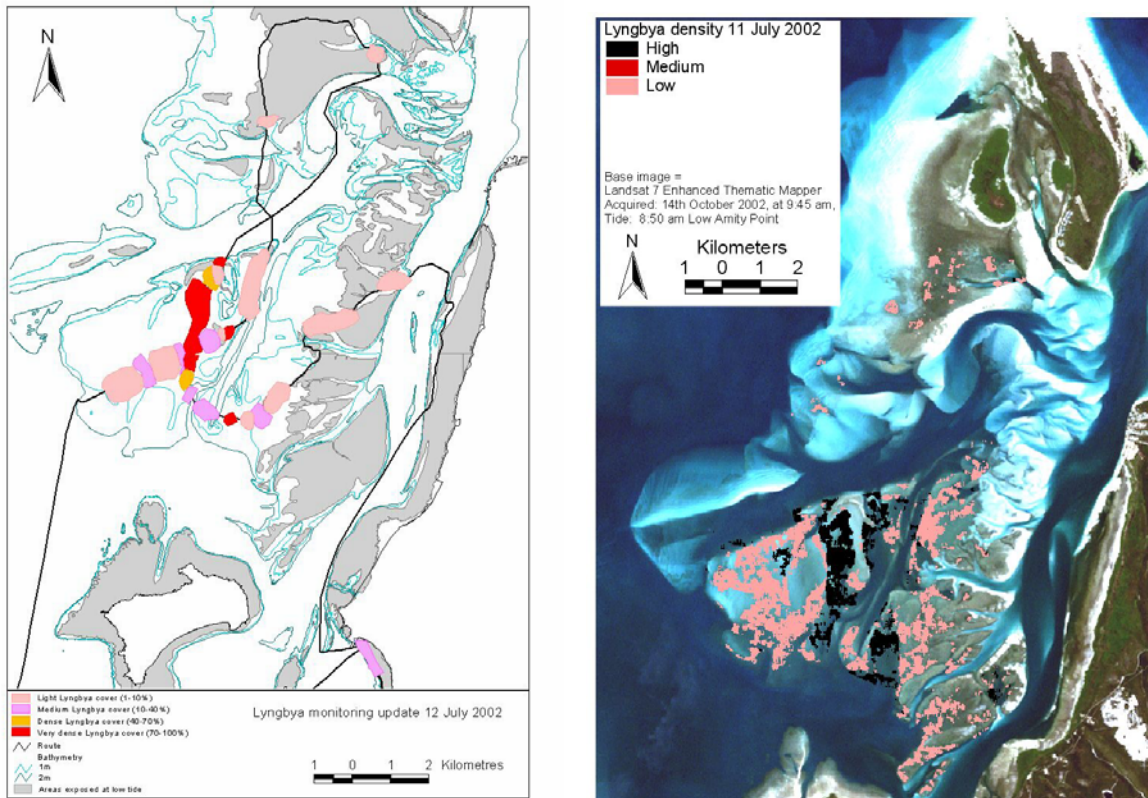 N
Light Lyngbya cover (1-10%)
Medium Lyngbya cover (10-40%)
Dense Lyngbya cover (40-70%)
Very dense Lyngbya cover (70-100%)
Route
Bathymetry
1m
2m
Areas exposed at low tide
Lyngbya monitoring update 12 July 2002
1 0 1 2 Kilometres
Lyngbya density 11 July 2002
High
Medium
Low
Base image =
Landsat 7 Enhanced Thematic Mapper
Acquired: 14th October 2002, at 9:45 am,
Tide: 8:50 am Low Amity Point
N
Kilometers
1 0 1 2